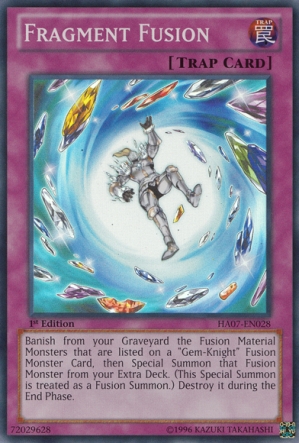 FRAGMENT FUSION
TRAP
罠
[TRAP CARD]
1st Edition
HA07-EN028
Banish from your Graveyard the Fusion Material
Monsters that are listed on a "Gem-Knight" Fusion
Monster Card, then Special Summon that Fusion
Monster from your Extra Deck. (This Special Summon
is treated as a Fusion Summon.) Destroy it during the
End Phase.
72029628
©1996 KAZUKI TAKAHASHI